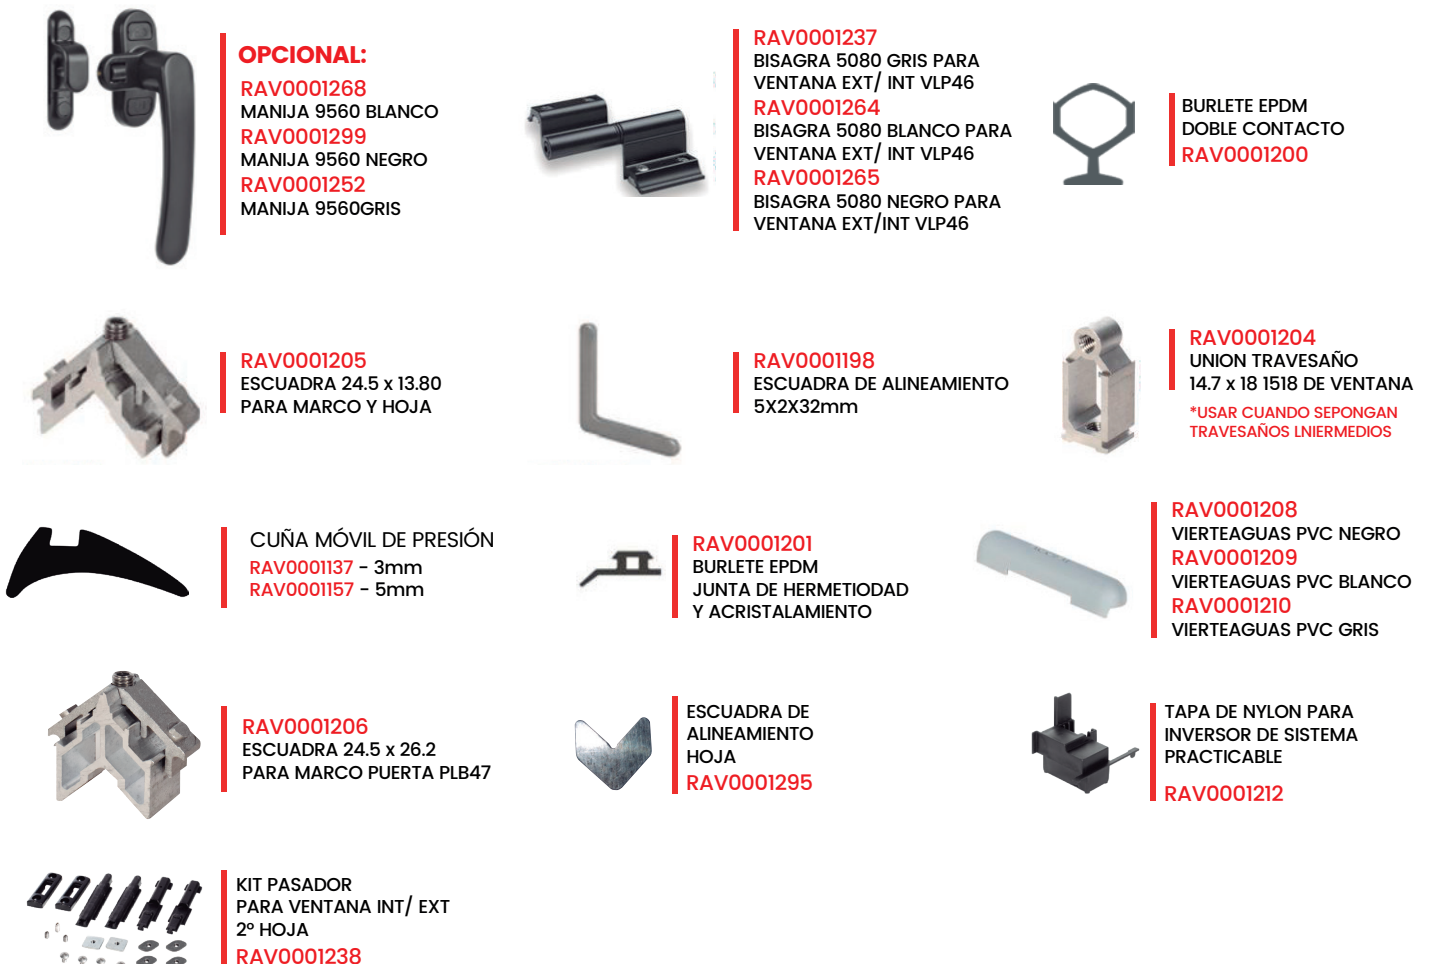 OPCIONAL:
RAV0001268
MANIJA 9560 BLANCO
RAV0001299
MANIJA 9560 NEGRO
RAV0001252
MANIJA 9560GRIS
RAV0001237
BISAGRA 5080 GRIS PARA
VENTANA EXT/ INT VLP46
RAV0001264
BISAGRA 5080 BLANCO PARA
VENTANA EXT/ INT VLP46
RAV0001265
BISAGRA 5080 NEGRO PARA
VENTANA EXT/INT VLP46
BURLETE EPDM
DOBLE CONTACTO
RAV0001200
RAV0001205
ESCUADRA 24.5 x 13.80
PARA MARCO Y HOJA
RAV0001198
ESCUADRA DE ALINEAMIENTO
5X2X32mm
RAV0001204
UNION TRAVESAÑO
14.7 x 18 1518 DE VENTANA
*USAR CUANDO SEPONGAN
TRAVESAÑOS LNIERMEDIOS
CUÑA MÓVIL DE PRESIÓN
RAV0001137 - 3mm
RAV0001157 - 5mm
RAV0001201
BURLETE EPDM
JUNTA DE HERMETIODAD
Y ACRISTALAMIENTO
RAV0001208
VIERTEAGUAS PVC NEGRO
RAV0001209
VIERTEAGUAS PVC BLANCO
RAV0001210
VIERTEAGUAS PVC GRIS
RAV0001206
ESCUADRA 24.5 x 26.2
PARA MARCO PUERTA PLB47
ESCUADRA DE
ALINEAMIENTO
HOJA
RAV0001295
TAPA DE NYLON PARA
INVERSOR DE SISTEMA
PRACTICABLE
RAV0001212
KIT PASADOR
PARA VENTANA INT/ EXT
2º HOJA
RAV0001238